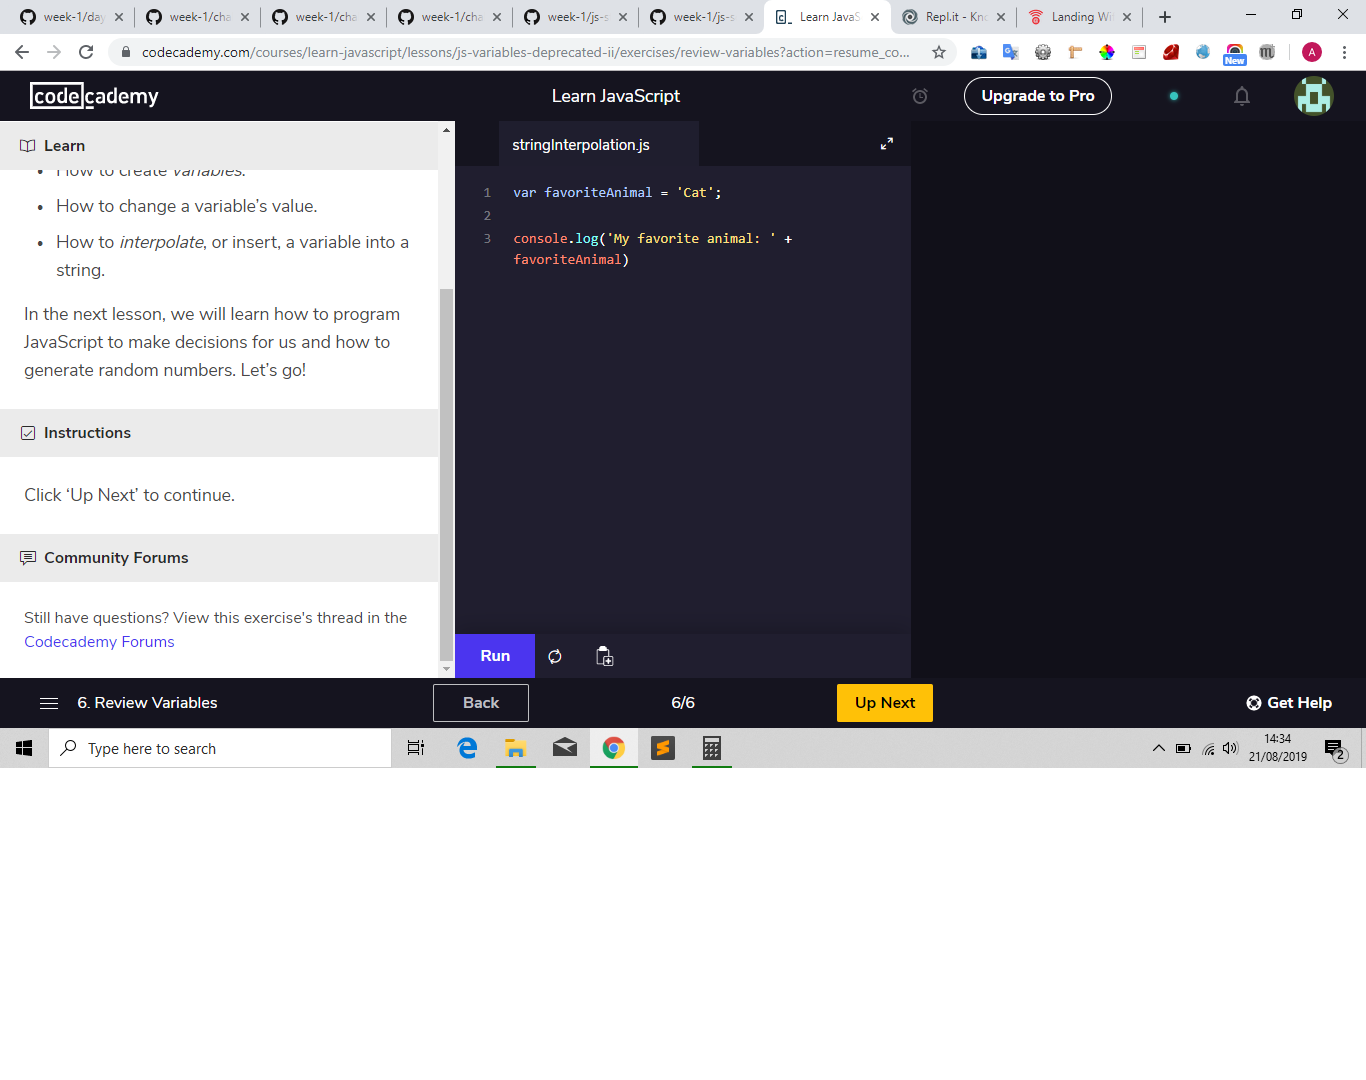 week-1/day
week-1/cha
week-1/cha
week-1/cha
week-1/js-s
week-1/js-s
Learn JavaS
Repl.it - Kno
Landing Wit
codecademy.com/courses/learn-javascript/lessons/js-variables-deprecated-ii/exercises/review-variables?action=resume_co...
New
A
codecademy
Learn JavaScript
Upgrade to Pro
Learn
How to create variables.
How to change a variable’s value.
How to interpolate, or insert, a variable into a
string.
In the next lesson, we will learn how to program
JavaScript to make decisions for us and how to
generate random numbers. Let’s go!
Instructions
Click ‘Up Next’ to continue.
Community Forums
Still have questions? View this exercise's thread in the
Codecademy Forums
stringInterpolation.js
1 var favoriteAnimal = 'Cat';
2
3 console.log('My favorite animal: ' +
favoriteAnimal)
Run
6. Review Variables
Back
6/6
Up Next
Get Help
Type here to search
14:34
21/08/2019
2